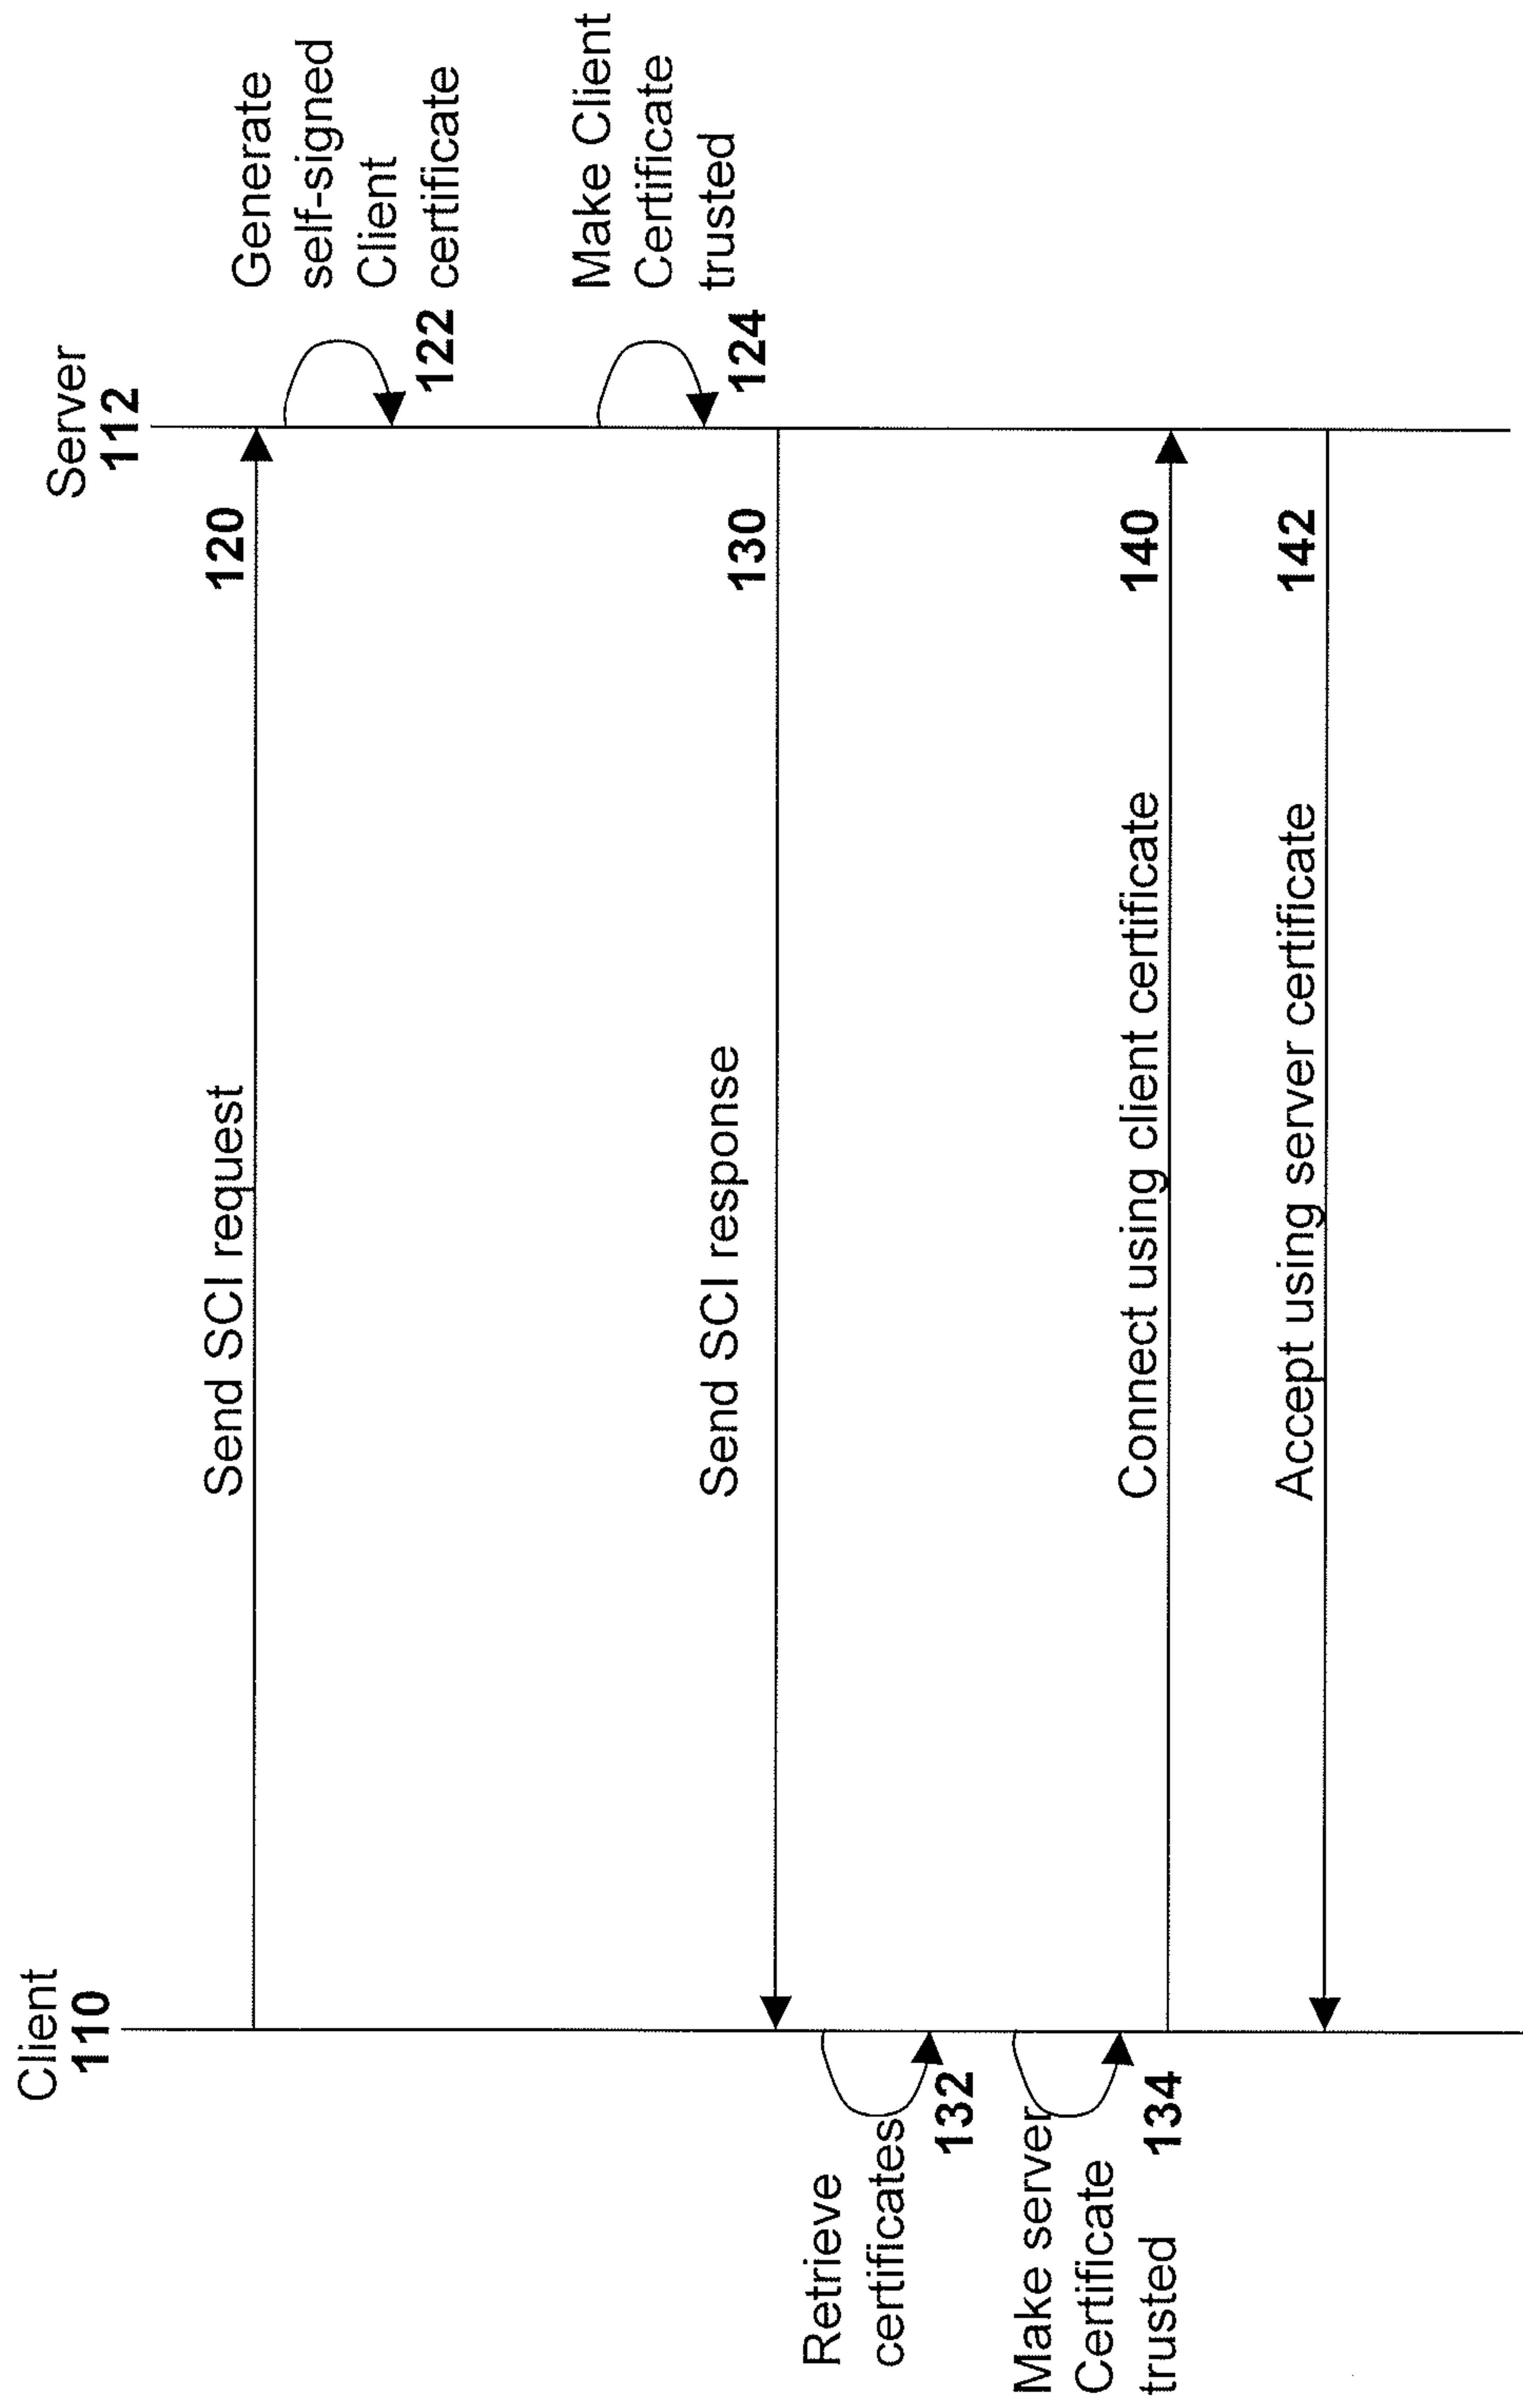 Client
110
Server
112
Send SCI request
120
Generate
self-signed
Client
certificate
122
Make Client
Certificate
trusted
124
Send SCI response
130
Retrieve
certificates
132
Make server
Certificate
trusted
134
Connect using client certificate
140
Accept using server certificate
142